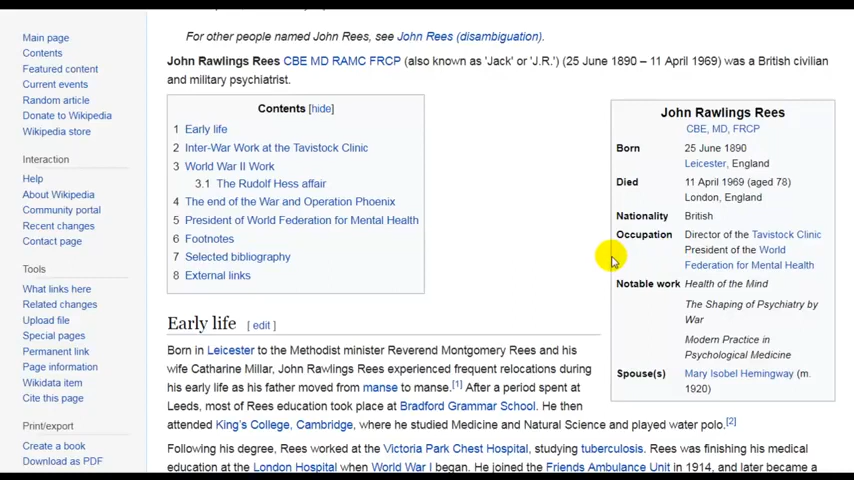 For other people named John Rees, see John Rees (disambiguation).
John Rawlings Rees CBE MD RAMC FRCP (also known as 'Jack' or 'J.R.') (25 June 1890 – 11 April 1969) was a British civilian
and military psychiatrist.
Main page
Contents
Featured content
Current events
Random article
Donate to Wikipedia
Wikipedia store
Interaction
Help
About Wikipedia
Community portal
Recent changes
Contact page
Tools
What links here
Related changes
Upload file
Special pages
Permanent link
Page information
Wikidata item
Cite this page
Print/export
Create a book
Download as PDF
Contents [hide]
1 Early life
2 Inter-War Work at the Tavistock Clinic
3 World War II Work
3.1 The Rudolf Hess affair
4 The end of the War and Operation Phoenix
5 President of World Federation for Mental Health
6 Footnotes
7 Selected bibliography
8 External links
John Rawlings Rees
CBE, MD, FRCP
Born 25 June 1890
Leicester, England
Died 11 April 1969 (aged 78)
London, England
Nationality British
Occupation Director of the Tavistock Clinic
President of the World
Federation for Mental Health
Notable work Health of the Mind
The Shaping of Psychiatry by
War
Modern Practice in
Psychological Medicine
Spouse(s) Mary Isobel Hemingway (m.
1920)
Early life [ edit ]
Born in Leicester to the Methodist minister Reverend Montgomery Rees and his
wife Catharine Millar, John Rawlings Rees experienced frequent relocations during
his early life as his father moved from manse to manse.[1] After a period spent at
Leeds, most of Rees education took place at Bradford Grammar School. He then
attended King's College, Cambridge, where he studied Medicine and Natural Science and played water polo.[2]
Following his degree, Rees worked at the Victoria Park Chest Hospital, studying tuberculosis. Rees was finishing his medical
education at the London Hospital when World War I began. He joined the Friends Ambulance Unit in 1914, and later became a